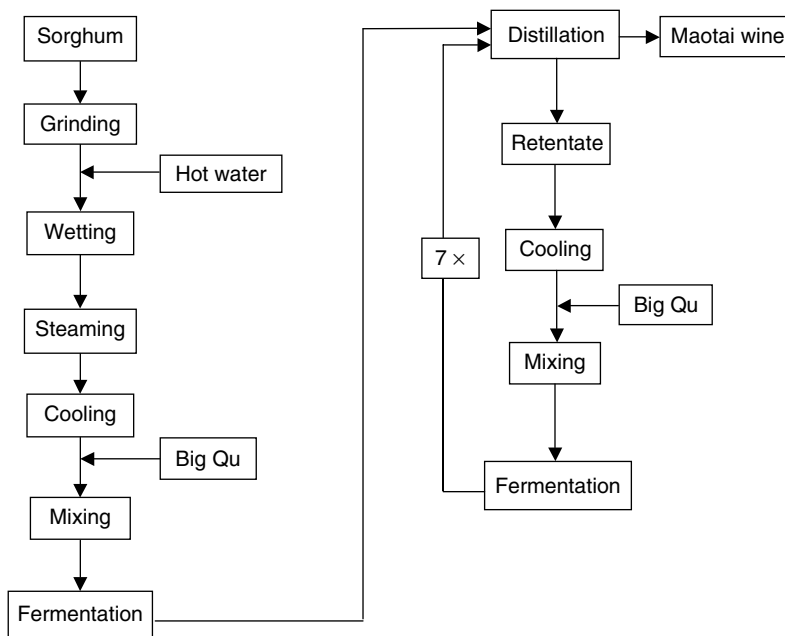 Sorghum
Grinding
Hot water
Wetting
Steaming
Cooling
Big Qu
Mixing
Fermentation
Distillation
Maotai wine
Retentate
Cooling
7 ×
Big Qu
Mixing
Fermentation